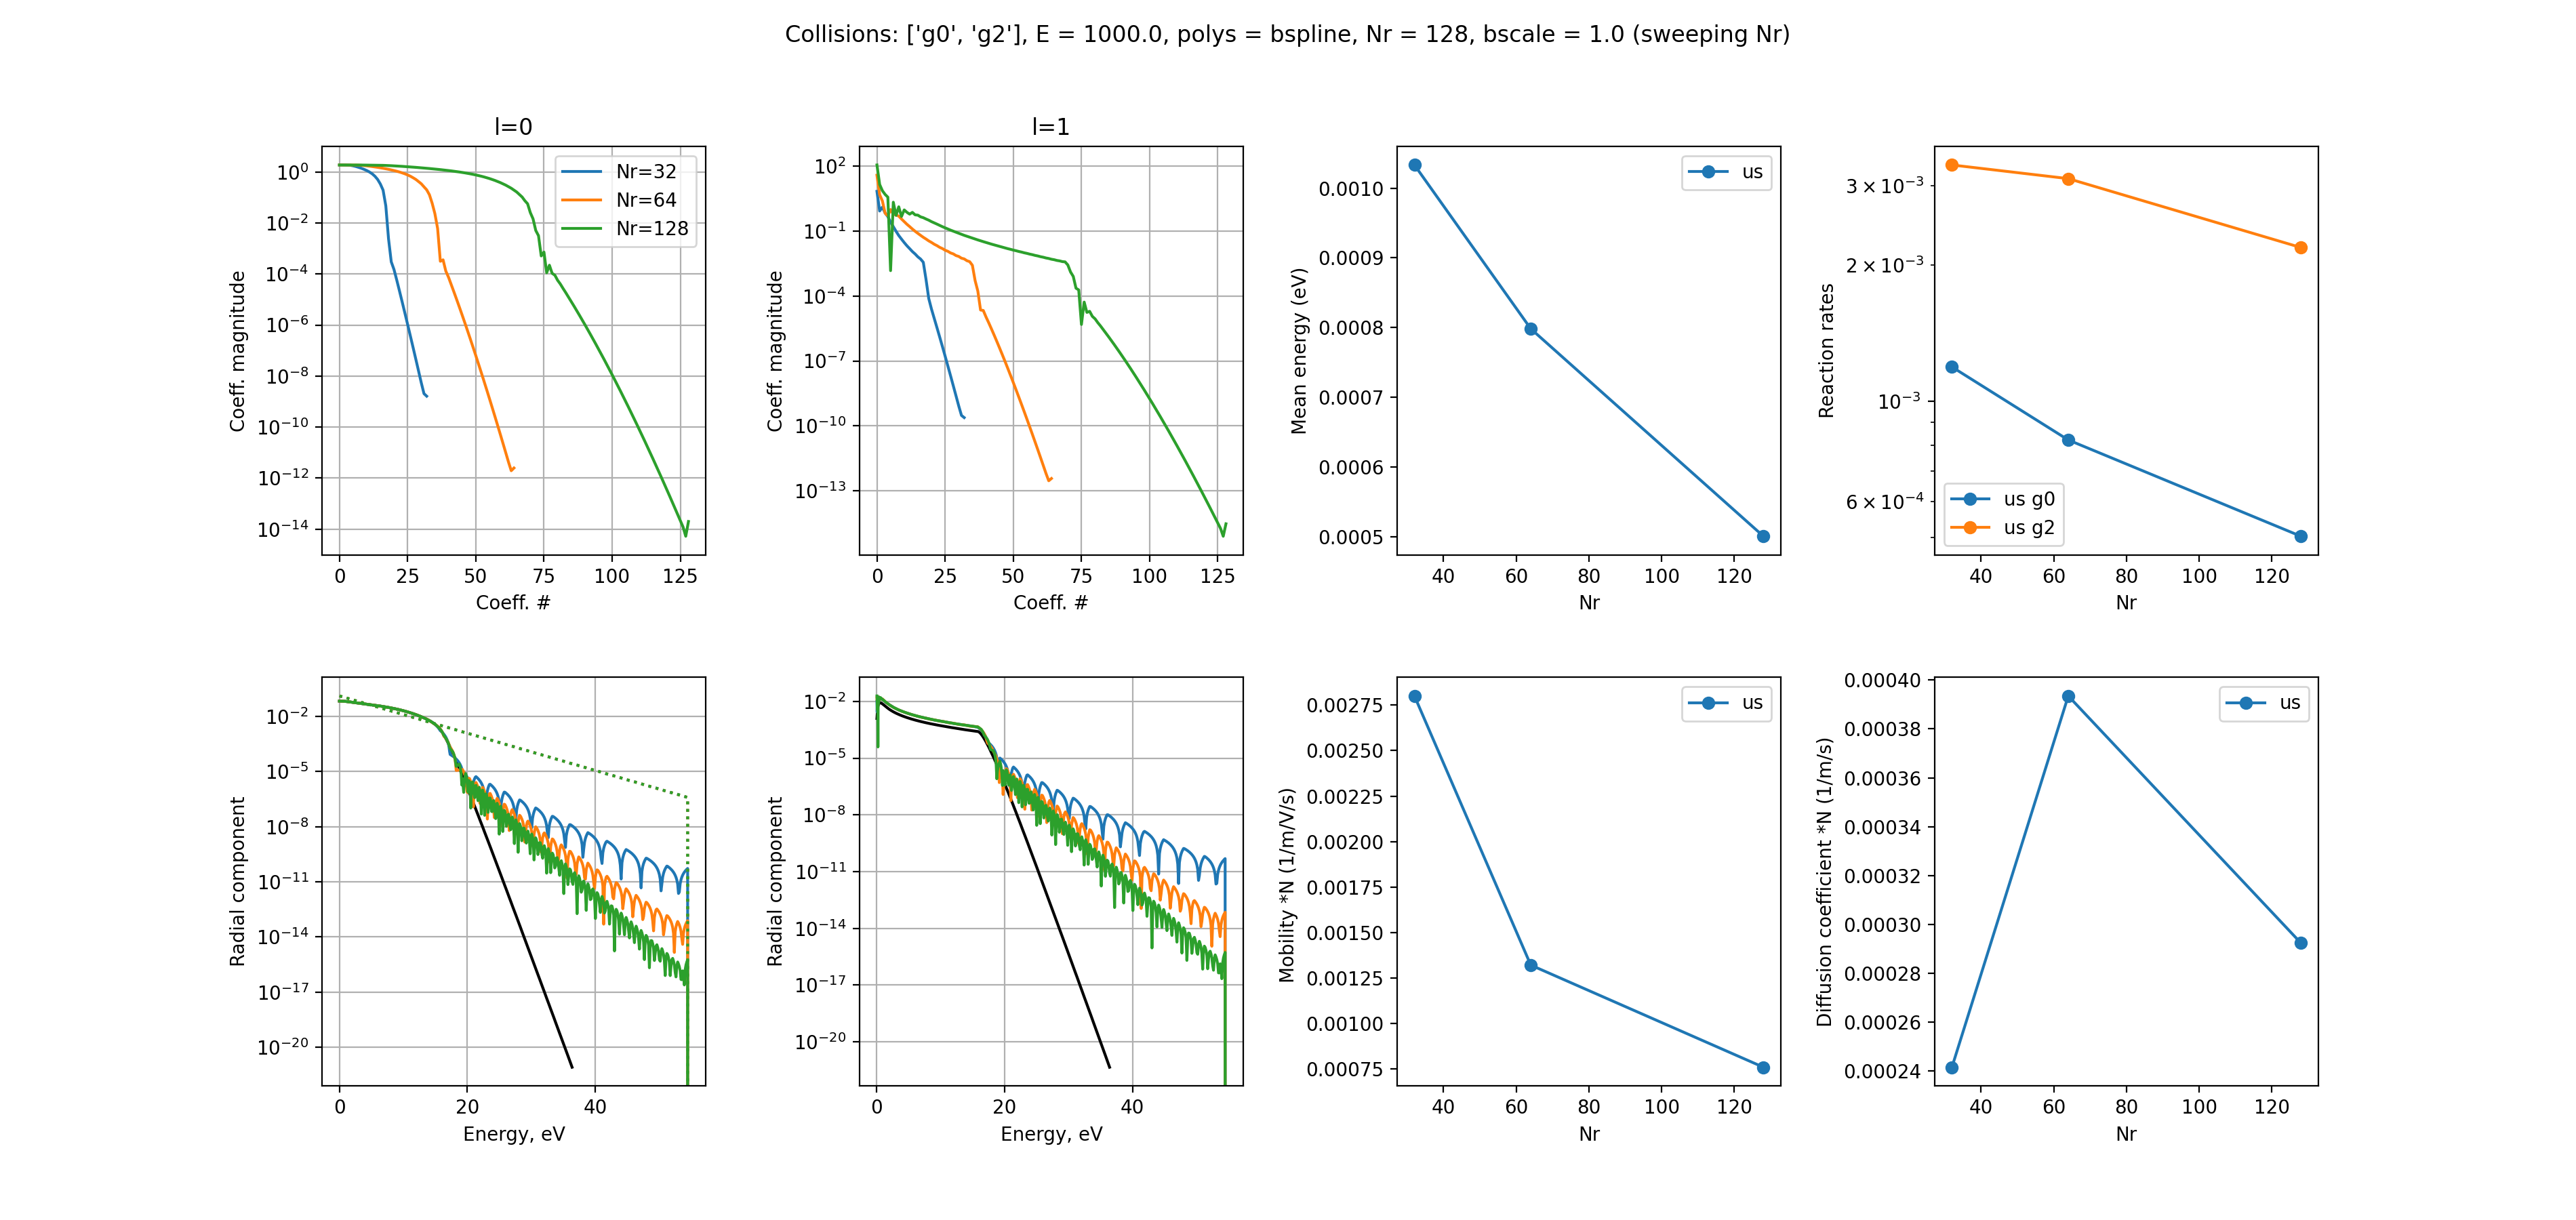 Collisions: ['g0', 'g2'], E = 1000.0, polys = bspline, Nr = 128, bscale = 1.0 (sweeping Nr)
l=0
Coeff. magnitude
10⁰
10⁻²
10⁻⁴
10⁻⁶
10⁻⁸
10⁻¹⁰
10⁻¹²
10⁻¹⁴
Nr=32
Nr=64
Nr=128
0 25 50 75 100 125
Coeff. #
l=1
Coeff. magnitude
10²
10⁻¹
10⁻⁴
10⁻⁷
10⁻¹⁰
10⁻¹³
0 25 50 75 100 125
Coeff. #
Mean energy (eV)
0.0010
0.0009
0.0008
0.0007
0.0006
0.0005
us
40 60 80 100 120
Nr
Reaction rates
3 × 10⁻³
2 × 10⁻³
10⁻³
6 × 10⁻⁴
us g0
us g2
40 60 80 100 120
Nr
Radial component
10⁻²
10⁻⁵
10⁻⁸
10⁻¹¹
10⁻¹⁴
10⁻¹⁷
10⁻²⁰
0 20 40
Energy, eV
Radial component
10⁻²
10⁻⁵
10⁻⁸
10⁻¹¹
10⁻¹⁴
10⁻¹⁷
10⁻²⁰
0 20 40
Energy, eV
Mobility *N (1/m/V/s)
0.00275
0.00250
0.00225
0.00200
0.00175
0.00150
0.00125
0.00100
0.00075
us
40 60 80 100 120
Nr
Diffusion coefficient *N (1/m/s)
0.00040
0.00038
0.00036
0.00034
0.00032
0.00030
0.00028
0.00026
0.00024
us
40 60 80 100 120
Nr